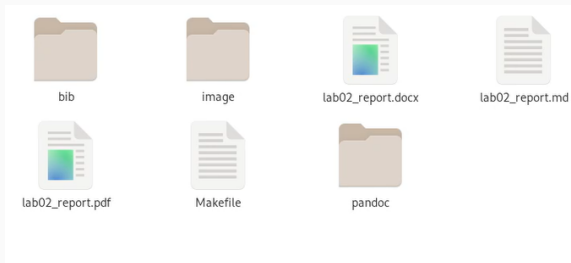 bib
image
lab02_report.docx
lab02_report.md
lab02_report.pdf
Makefile
pandoc